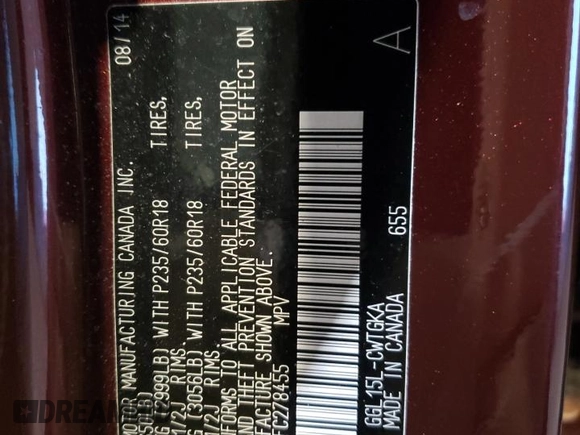 MOTOR MANUFACTURING CANADA INC. 08/14
G (2999LB) WITH P235/60R18 TIRES,
1/2J RIMS
G (3056LB) WITH P235/60R18 TIRES,
1/2J RIMS.
NFORMS TO ALL APPLICABLE FEDERAL MOTOR
AND THEFT PREVENTION STANDARDS IN EFFECT ON
FACTURE SHOWN ABOVE.
FC278455 MPV
GGL15L-CWTGKA 655 A
MADE IN CANADA